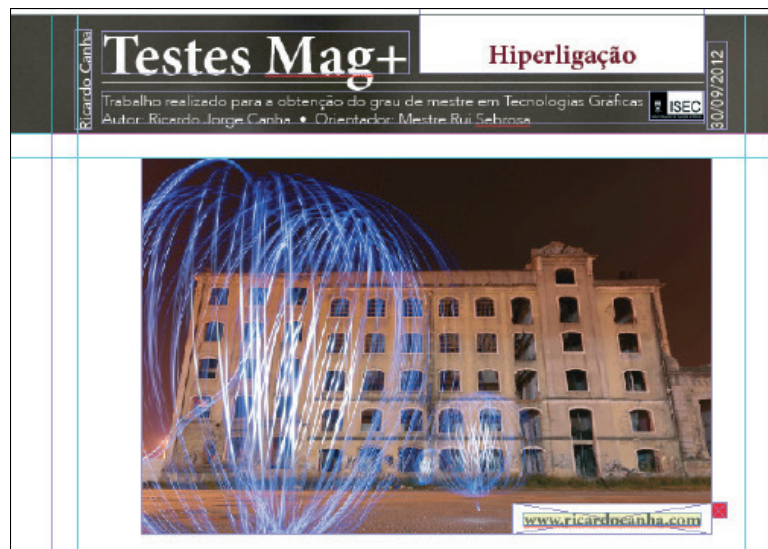 Ricardo Canha
Testes Mag+
Hiperligação
Trabalho realizado para a obtenção do grau de mestre em Tecnologias Gráficas
Autor: Ricardo Jorge Canha • Orientador: Mestre Rui Sebrosa
ISEC
30/09/2012
www.ricardocanha.com